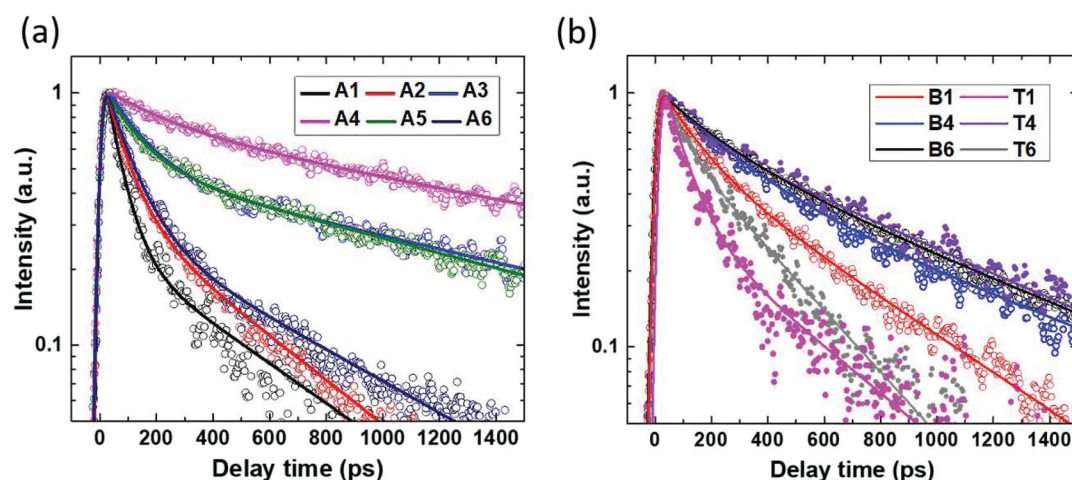 (a)
A1 A2 A3
A4 A5 A6
1
0.1
Intensity (a.u.)
0 200 400 600 800 1000 1200 1400
Delay time (ps)
(b)
B1 T1
B4 T4
B6 T6
1
0.1
Intensity (a.u.)
0 200 400 600 800 1000 1200 1400
Delay time (ps)